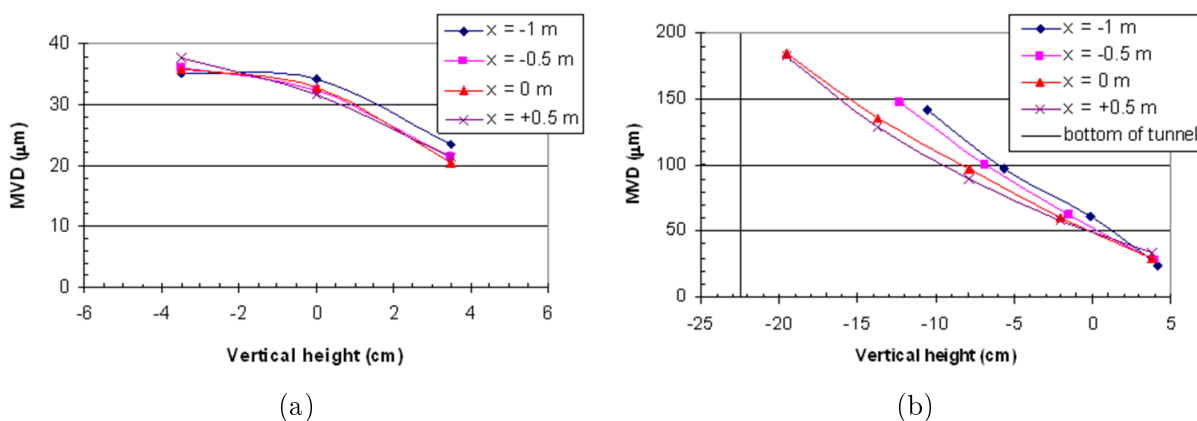 x = -1 m
x = -0.5 m
x = 0 m
x = +0.5 m
40
30
20
10
0
-6
-4
-2
0
2
4
6
MVD (µm)
Vertical height (cm)
(a)
x = -1 m
x = -0.5 m
x = 0 m
x = +0.5 m
bottom of tunnel
200
150
100
50
0
-25
-20
-15
-10
-5
0
5
MVD (µm)
Vertical height (cm)
(b)